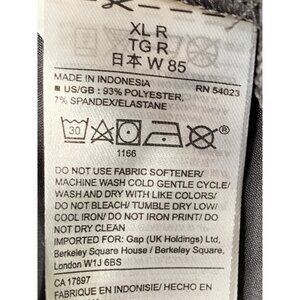 XL R
TG R
日本 W 85
MADE IN INDONESIA
RN 54023
■ US/GB : 93% POLYESTER,
7% SPANDEX/ELASTANE
30
®
1166
DO NOT USE FABRIC SOFTENER/
MACHINE WASH COLD GENTLE CYCLE/
WASH AND DRY WITH LIKE COLORS/
DO NOT BLEACH/ TUMBLE DRY LOW/
COOL IRON/ DO NOT IRON PRINT/ DO
NOT DRY CLEAN
IMPORTED FOR: Gap (UK Holdings) Ltd,
Berkeley Square House / Berkeley Square,
London W1J 6BS
CA 17897
FABRIQUÉ EN INDONÉSIE / HECHO EN